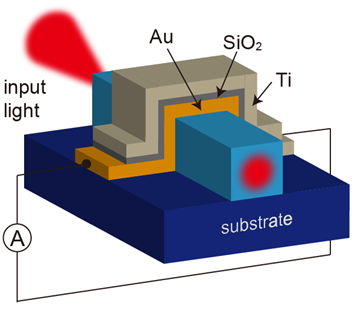 Au
SiO₂
Ti
input
light
A
substrate